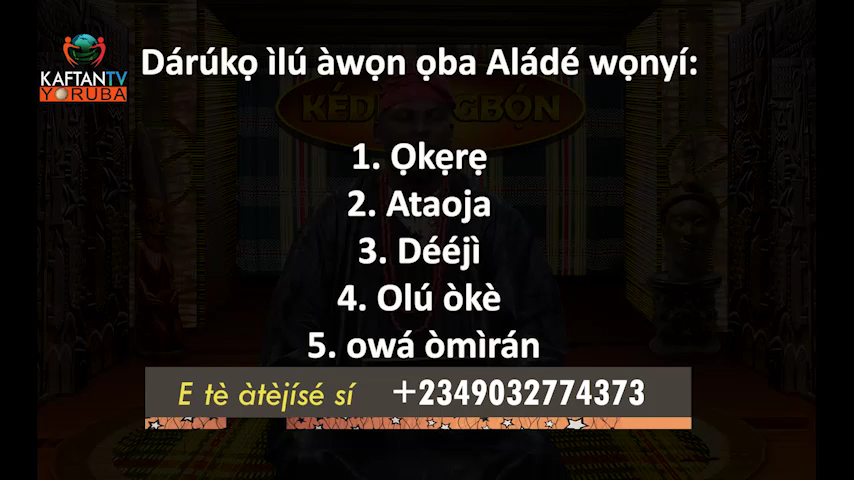 KAFTANTV
YORUBA
Dárúkọ ìlú àwọn ọba Aládé wọnyí:
1. Ọkẹrẹ
2. Ataoja
3. Dééjì
4. Olú òkè
5. owá òmìrán
E tè àtèjísé sí +2349032774373